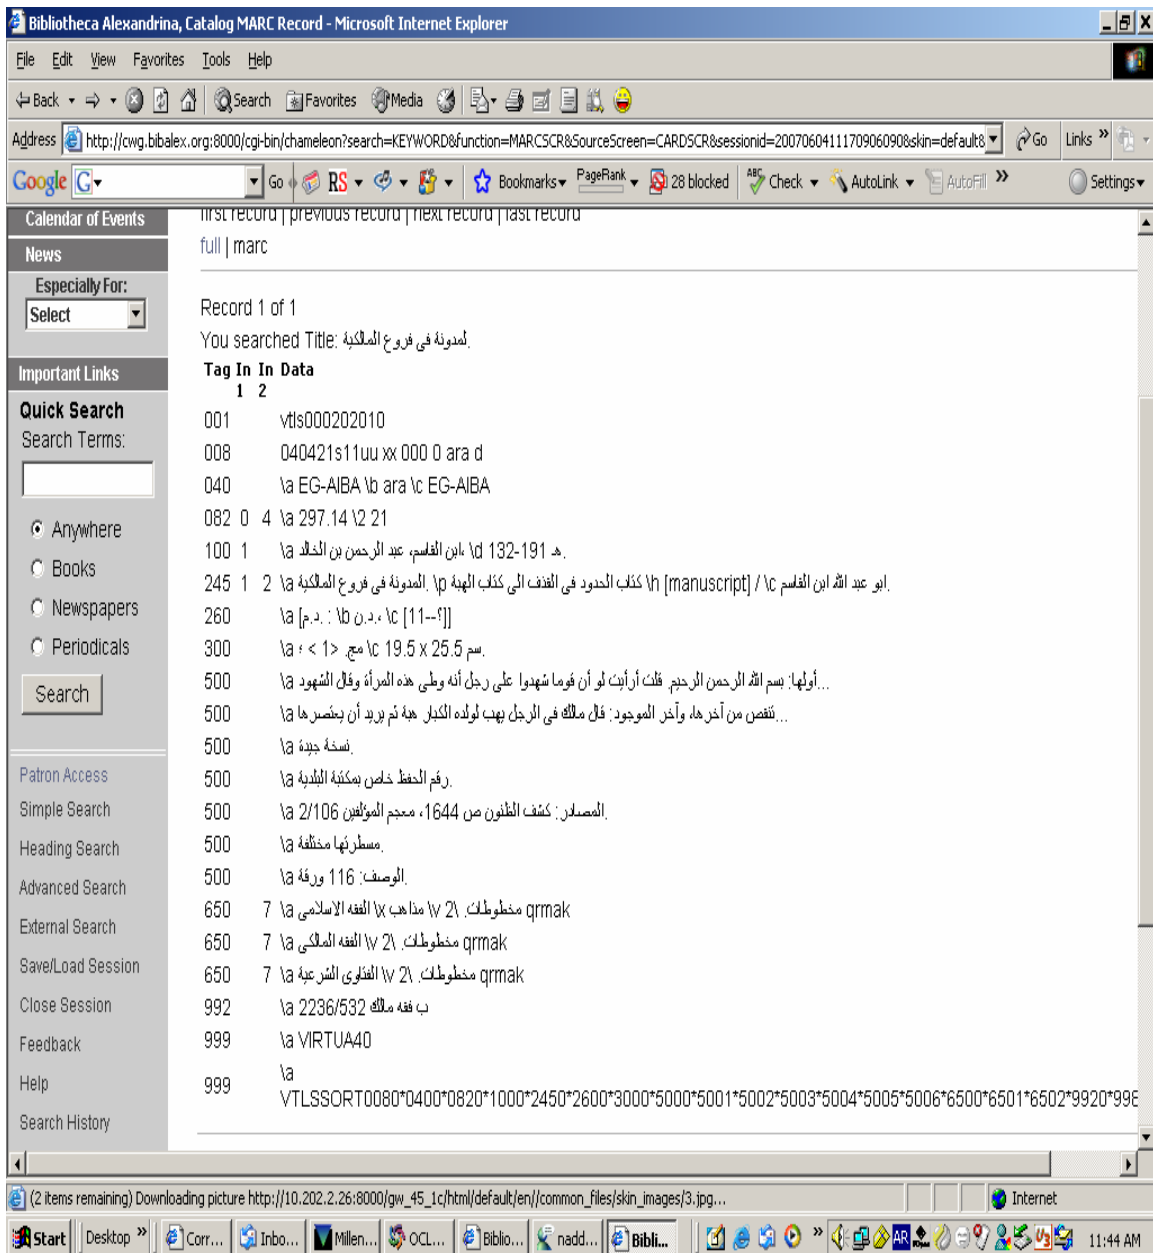 Bibliotheca Alexandrina, Catalog MARC Record - Microsoft Internet Explorer
File Edit View Favorites Tools Help
Back Search Favorites Media
Address http://cwg.bibalex.org:8000/cgi-bin/chameleon?search=KEYWORD&function=MARCSCR&SourceScreen=CARDSCR&sessionid=2007060411170906090&skin=default& Go Links »
Google G Go RS Bookmarks PageRank 28 blocked ABC Check AutoLink AutoFill » Settings
Calendar of Events
News
Especially For:
Select
Important Links
Quick Search
Search Terms:
Anywhere
Books
Newspapers
Periodicals
Search
Patron Access
Simple Search
Heading Search
Advanced Search
External Search
Save/Load Session
Close Session
Feedback
Help
Search History
first record | previous record | next record | last record
full | marc
Record 1 of 1
You searched Title: لمدونة فى فروع المالكية.
Tag In In Data
1 2
001 vtls000202010
008 040421s11uu xx 000 0 ara d
040 \a EG-AlBA \b ara \c EG-AlBA
082 0 4 \a 297.14 \2 21
100 1 \a ابن القاسم، عبد الرحمن بن الخالد، \d 132-191 هـ.
245 1 2 \a المدونة فى فروع المالكية. \p كتاب الحدود فى القذف الى كتاب الهبة \h [manuscript] / \c ابو عبد الله ابن القاسم.
260 \a [د.م. : \b د.ن.، \c [11--؟]]
300 \a مج. <1 > ؛ \c 19.5 x 25.5 سم.
500 \a أولها: بسم الله الرحمن الرحيم. قلت أرأيت لو أن قوما شهدوا على رجل أنه وطى هذه المرأة وقال الشهود...
500 \a تنقص من آخرها، وآخر الموجود: قال مالك فى الرجل يهب لولده الكبار هبة ثم يريد أن يعتصرها...
500 \a نسخة جيدة.
500 \a رقم الحفظ خاص بمكتبة البلدية.
500 \a المصادر: كشف الظنون ص 1644، معجم المؤلفين 2/106.
500 \a مسطرتها مختلفة.
500 \a الوصف: 116 ورقة.
650 7 \a الفقه الاسلامى \x مذاهب \v مخطوطات. \2 qrmak
650 7 \a الفقه المالكى \v مخطوطات. \2 qrmak
650 7 \a الفتاوى الشرعية \v مخطوطات. \2 qrmak
992 \a 2236/532 ب فقه مالك
999 \a VIRTUA40
999 \a
VTLSSORT0080*0400*0820*1000*2450*2600*3000*5000*5001*5002*5003*5004*5005*5006*6500*6501*6502*9920*998
(2 items remaining) Downloading picture http://10.202.2.26:8000/gw_45_1c/html/default/en//common_files/skin_images/3.jpg... Internet
Start Desktop » Corr... Inbo... Millen... OCL... Biblio... nadd... Bibli... » AR 11:44 AM